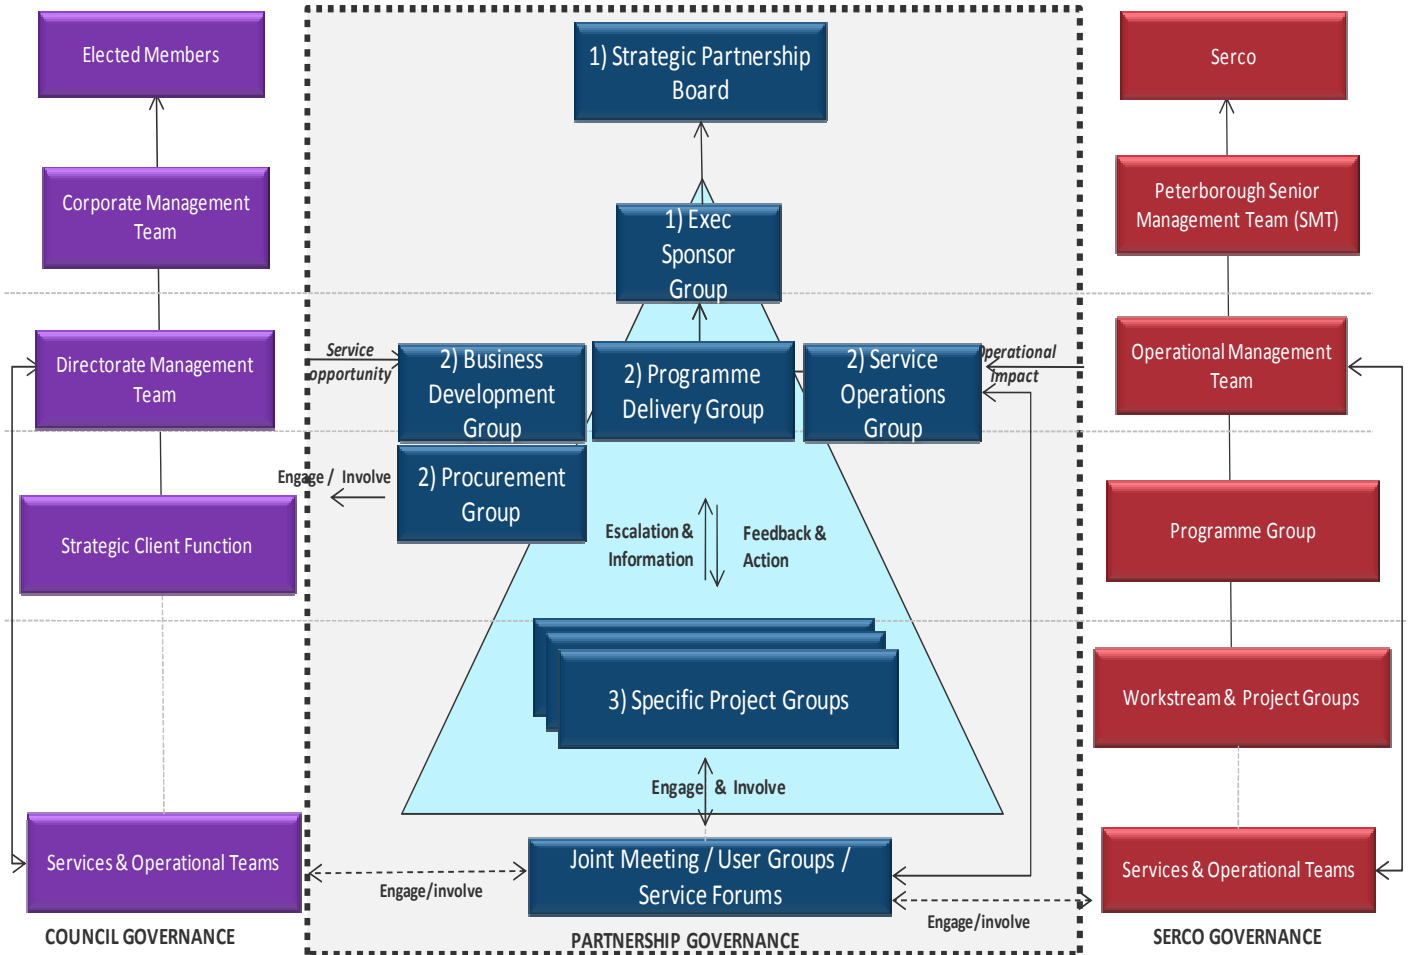 Elected Members
Corporate Management
Team
Directorate Management
Team
Strategic Client Function
Services & Operational Teams
COUNCIL GOVERNANCE
1) Strategic Partnership
Board
1) Exec
Sponsor
Group
Service
opportunity
2) Business
Development
Group
2) Programme
Delivery Group
2) Service
Operations
Group
Operational
impact
Engage / Involve
2) Procurement
Group
Escalation &
Information
Feedback &
Action
3) Specific Project Groups
Engage & Involve
Joint Meeting / User Groups /
Service Forums
Engage/involve
Engage/involve
PARTNERSHIP GOVERNANCE
Serco
Peterborough Senior
Management Team (SMT)
Operational Management
Team
Programme Group
Workstream & Project Groups
Services & Operational Teams
SERCO GOVERNANCE